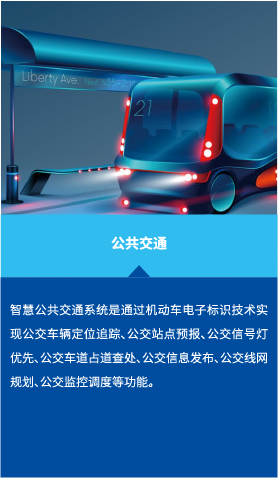 Liberty Ave.
21
公共交通
智慧公共交通系统是通过机动车电子标识技术实
现公交车辆定位追踪、公交站点预报、公交信号灯
优先、公交车道占道查处、公交信息发布、公交线网
规划、公交监控调度等功能。